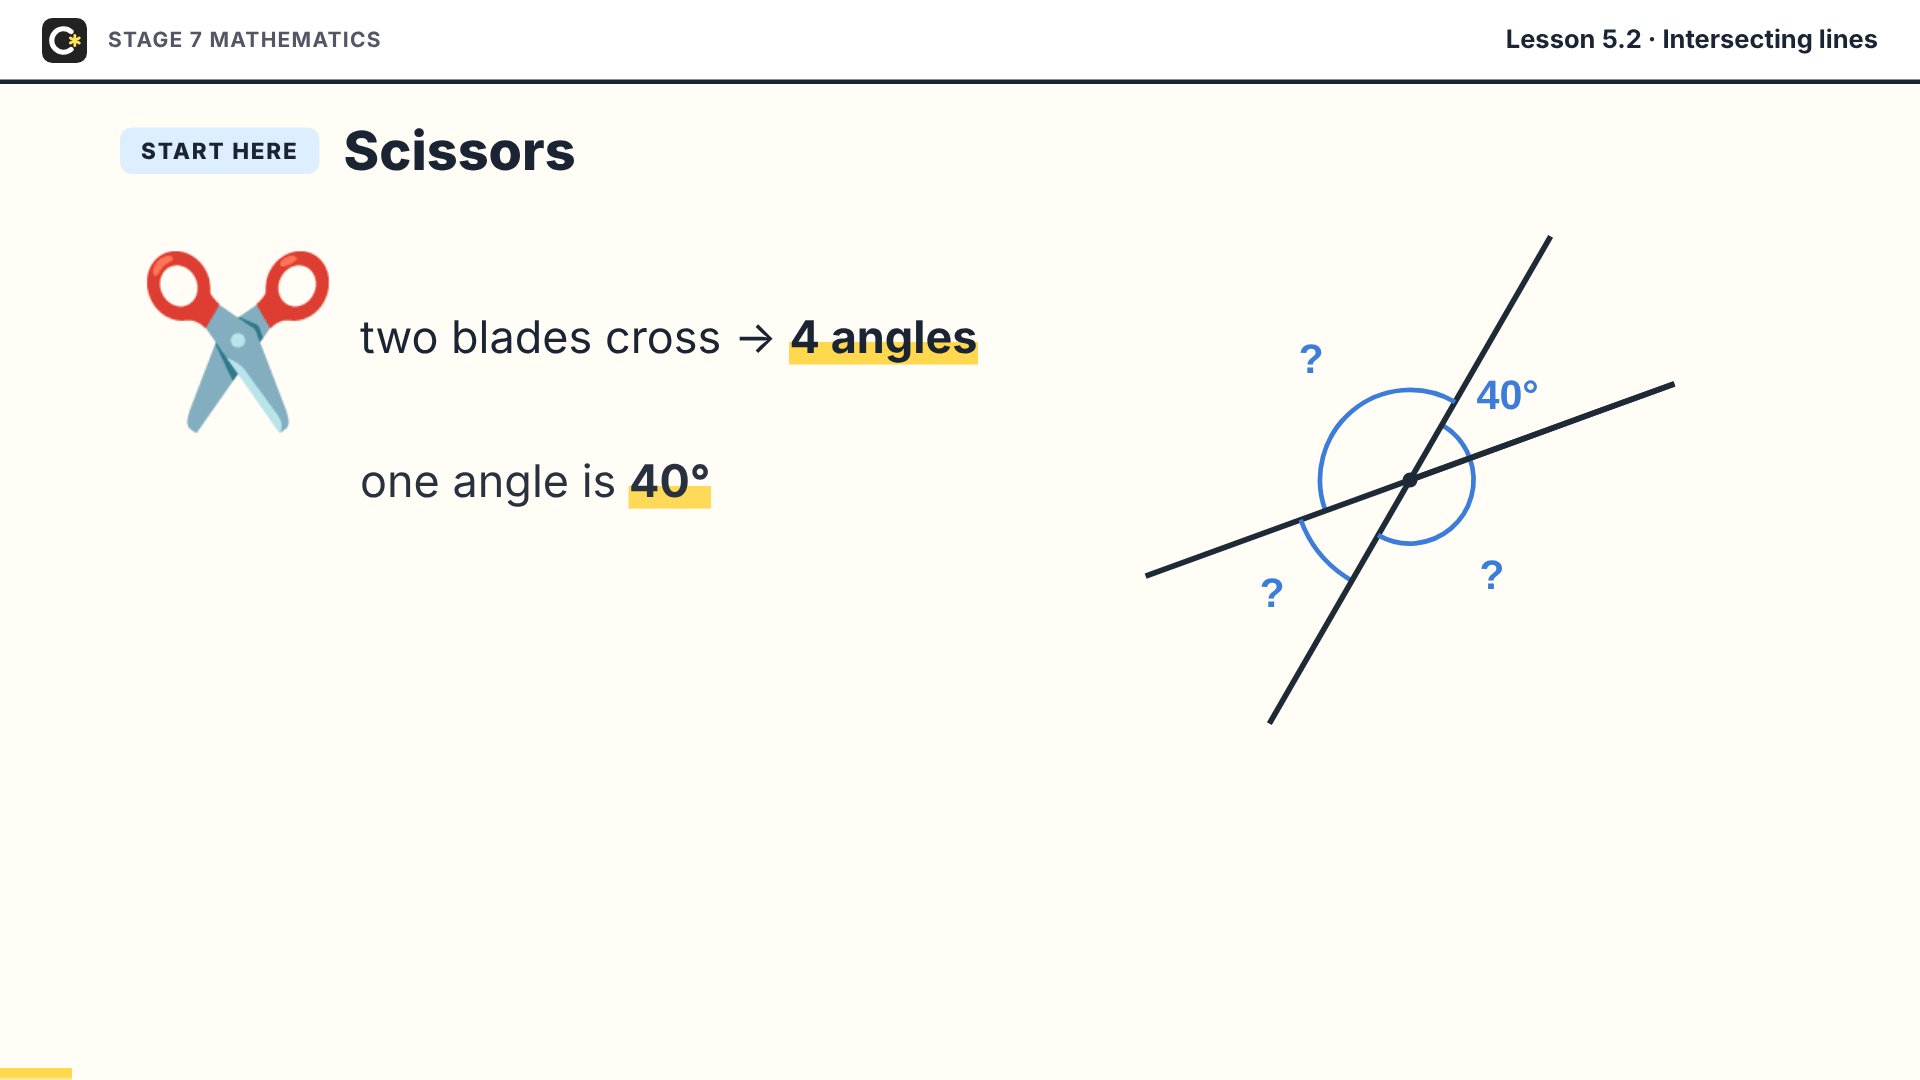 STAGE 7 MATHEMATICS
Lesson 5.2 · Intersecting lines
START HERE
Scissors
two blades cross → 4 angles
one angle is 40°
?
40°
?
?